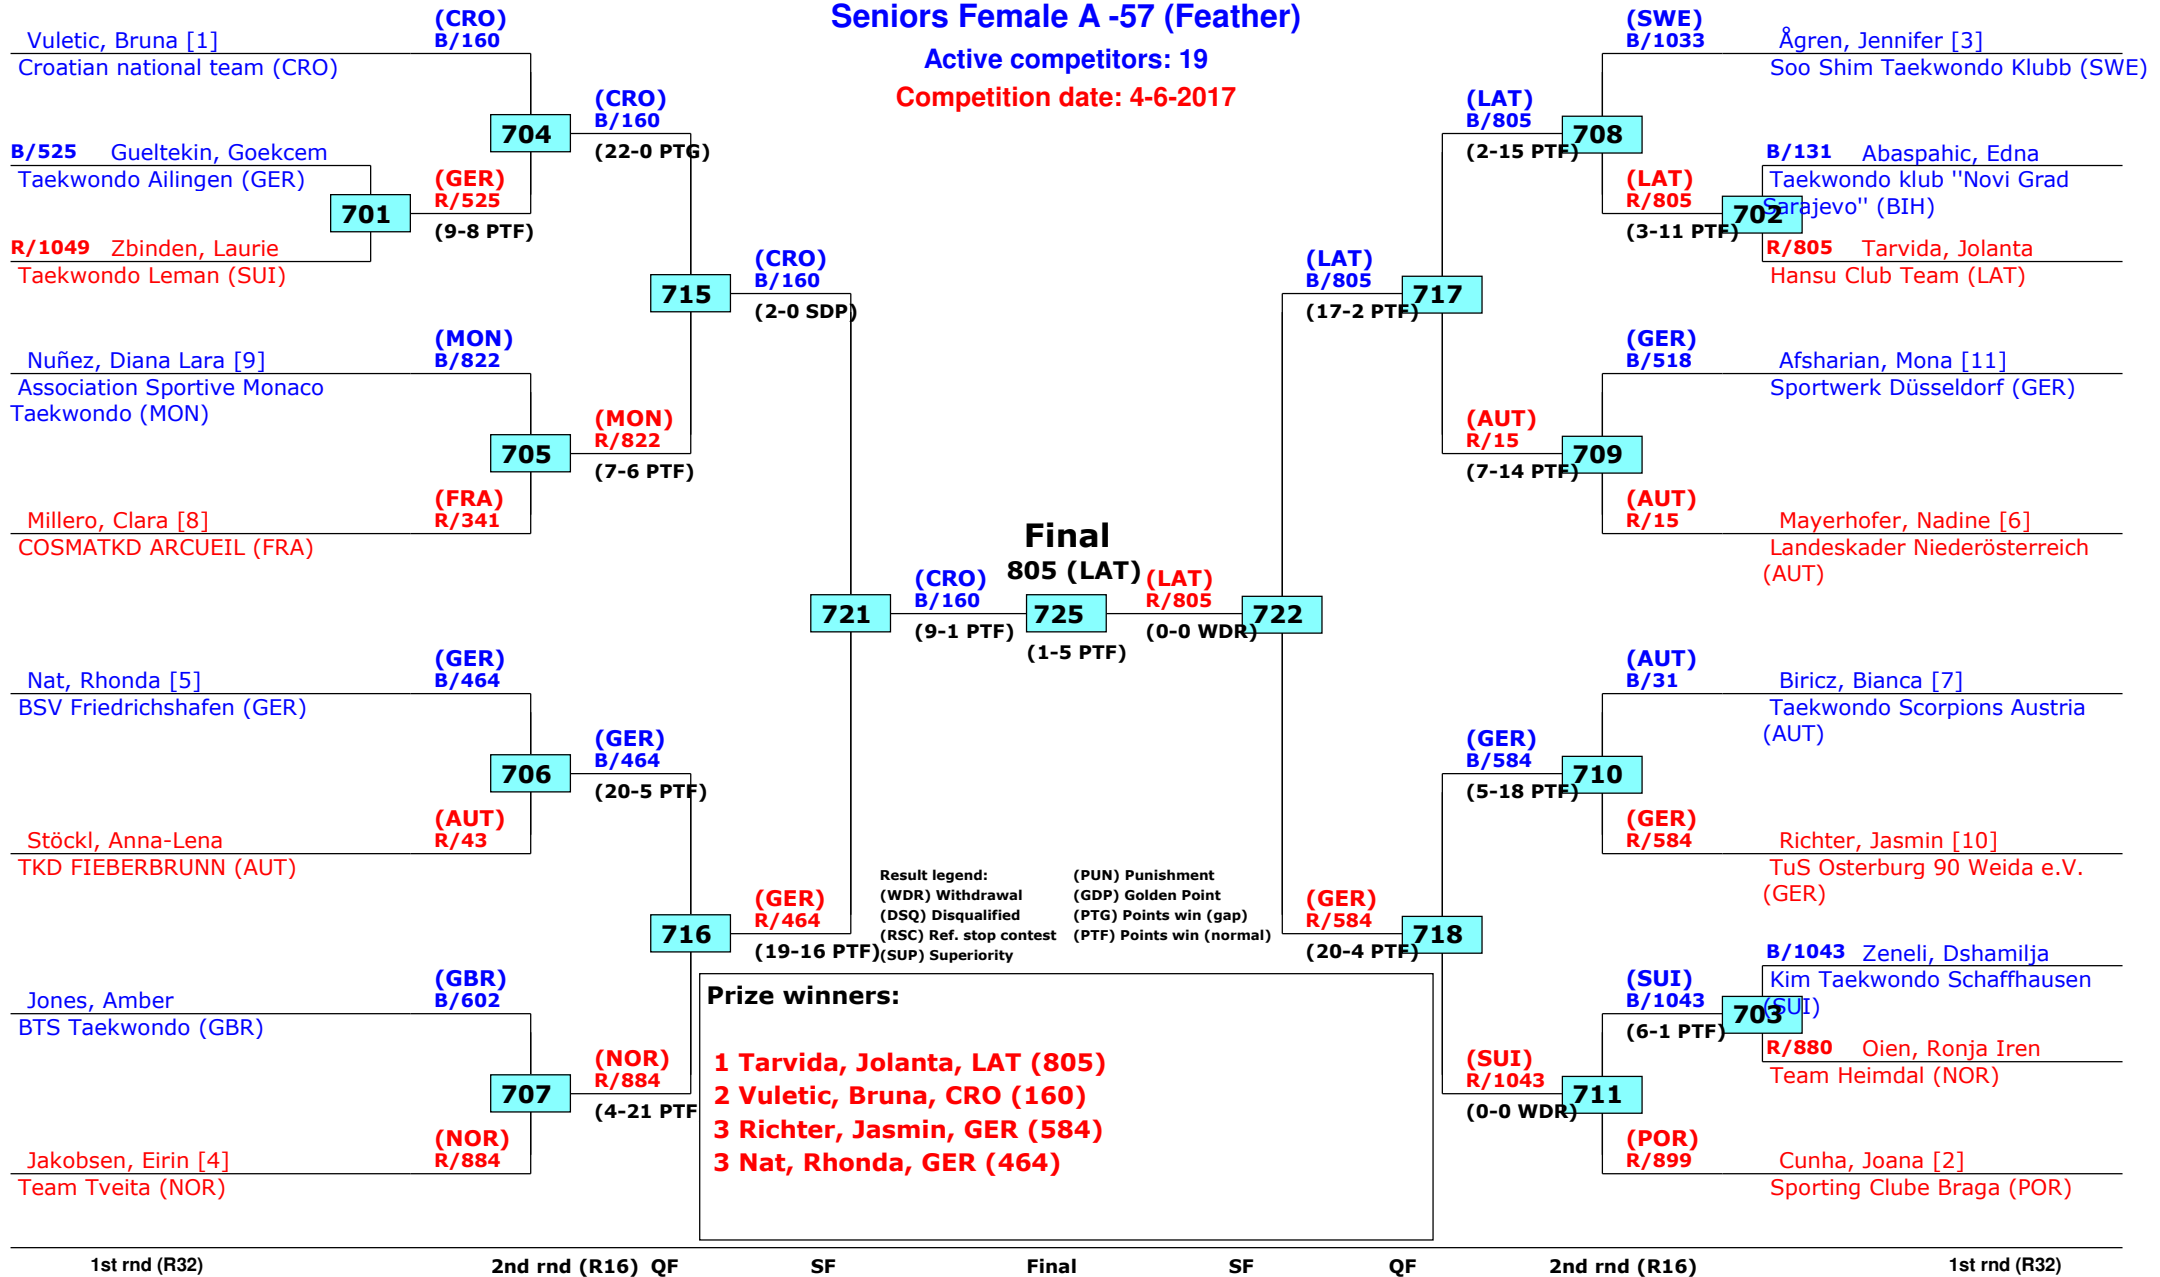 Seniors Female A -57 (Feather)
Active competitors: 19
Competition date: 4-6-2017
(CRO)
Vuletic, Bruna [1] B/160
Croatian national team (CRO)
(CRO)
B/160
704
(22-0 PTG)
B/525 Gueltekin, Goekcem
Taekwondo Ailingen (GER)
(GER)
R/525
701
(9-8 PTF)
R/1049 Zbinden, Laurie
Taekwondo Leman (SUI)
(CRO)
B/160
715
(2-0 SDP)
(MON)
Nuñez, Diana Lara [9] B/822
Association Sportive Monaco
Taekwondo (MON)
(MON)
R/822
705
(7-6 PTF)
(FRA)
Millero, Clara [8] R/341
COSMATKD ARCUEIL (FRA)
(CRO)
B/160
721
(9-1 PTF)
(GER)
Nat, Rhonda [5] B/464
BSV Friedrichshafen (GER)
(GER)
B/464
706
(20-5 PTF)
(AUT)
Stöckl, Anna-Lena R/43
TKD FIEBERBRUNN (AUT)
(GER)
R/464
716
(19-16 PTF)
(GBR)
Jones, Amber B/602
BTS Taekwondo (GBR)
(NOR)
R/884
707
(4-21 PTF
(NOR)
Jakobsen, Eirin [4] R/884
Team Tveita (NOR)
Final
805 (LAT)
725
(1-5 PTF)
(SWE)
B/1033 Ågren, Jennifer [3]
Soo Shim Taekwondo Klubb (SWE)
(LAT)
B/805
708
(2-15 PTF)
B/131 Abaspahic, Edna
Taekwondo klub "Novi Grad
Sarajevo" (BIH)
(LAT)
R/805
702
(3-11 PTF)
R/805 Tarvida, Jolanta
Hansu Club Team (LAT)
(LAT)
B/805
717
(17-2 PTF)
(GER)
B/518 Afsharian, Mona [11]
Sportwerk Düsseldorf (GER)
(AUT)
R/15
709
(7-14 PTF)
(AUT)
R/15 Mayerhofer, Nadine [6]
Landeskader Niederösterreich
(AUT)
(LAT)
R/805
722
(0-0 WDR)
(AUT)
B/31 Biricz, Bianca [7]
Taekwondo Scorpions Austria
(AUT)
(GER)
B/584
710
(5-18 PTF)
(GER)
R/584 Richter, Jasmin [10]
TuS Osterburg 90 Weida e.V.
(GER)
(GER)
R/584
718
(20-4 PTF)
B/1043 Zeneli, Dshamilja
Kim Taekwondo Schaffhausen
(SUI)
(SUI)
B/1043
703
(6-1 PTF)
R/880 Oien, Ronja Iren
Team Heimdal (NOR)
(SUI)
R/1043
711
(0-0 WDR)
(POR)
R/899 Cunha, Joana [2]
Sporting Clube Braga (POR)
Result legend: (PUN) Punishment
(WDR) Withdrawal (GDP) Golden Point
(DSQ) Disqualified (PTG) Points win (gap)
(RSC) Ref. stop contest (PTF) Points win (normal)
(SUP) Superiority
Prize winners:
1 Tarvida, Jolanta, LAT (805)
2 Vuletic, Bruna, CRO (160)
3 Richter, Jasmin, GER (584)
3 Nat, Rhonda, GER (464)
1st rnd (R32) 2nd rnd (R16) QF SF Final SF QF 2nd rnd (R16) 1st rnd (R32)